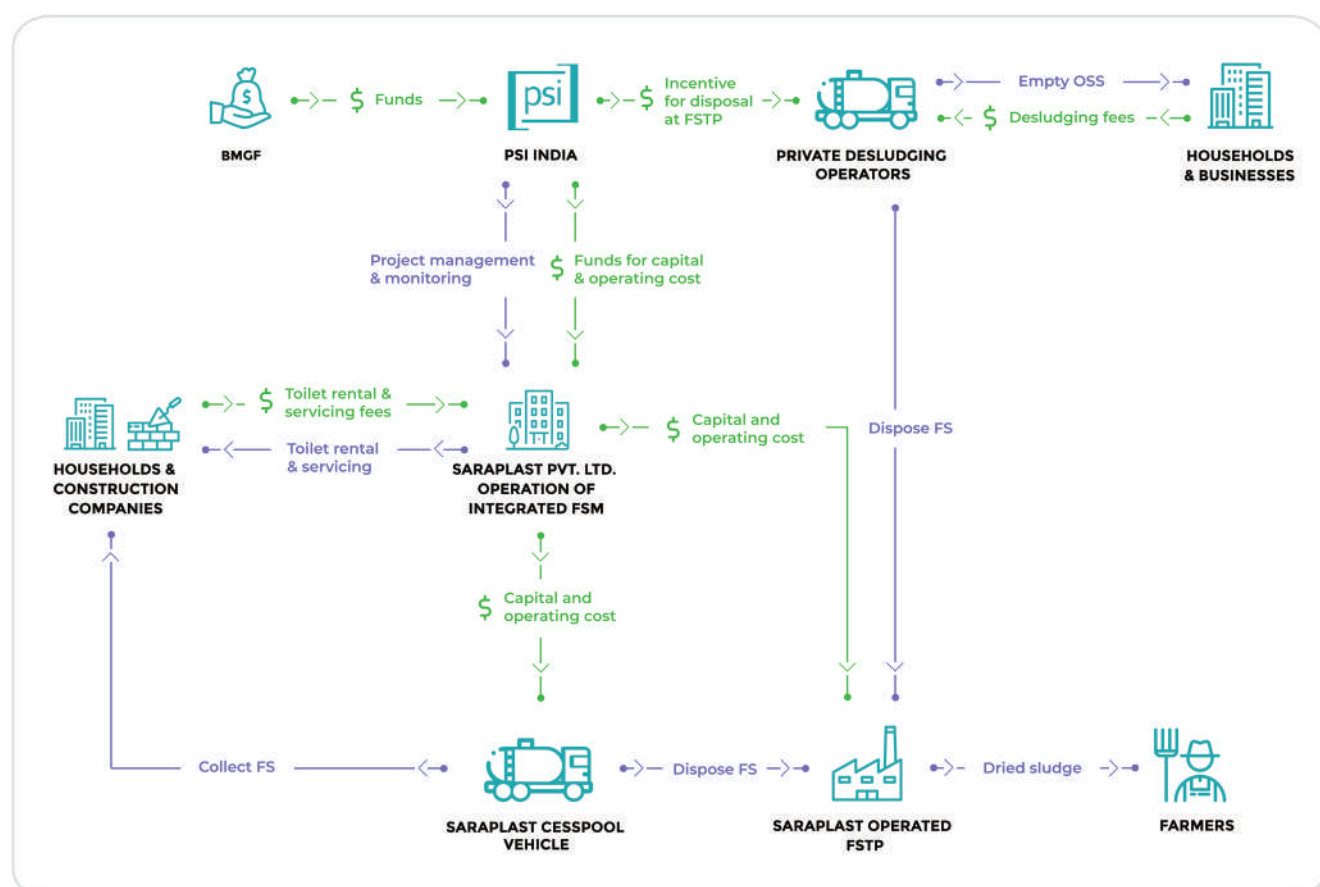 $ Funds
psi
$ Incentive
for disposal
at FSTP
Empty OSS
$ Desludging fees
BMGF
PSI INDIA
PRIVATE DESLUDGING
OPERATORS
HOUSEHOLDS
& BUSINESSES
Project management
& monitoring
$ Funds for capital
& operating cost
$ Toilet rental &
servicing fees
Toilet rental
& servicing
$ Capital and
operating cost
Dispose FS
HOUSEHOLDS &
CONSTRUCTION
COMPANIES
SARAPLAST PVT. LTD.
OPERATION OF
INTEGRATED FSM
$ Capital and
operating cost
Collect FS
Dispose FS
Dried sludge
SARAPLAST CESSPOOL
VEHICLE
SARAPLAST OPERATED
FSTP
FARMERS